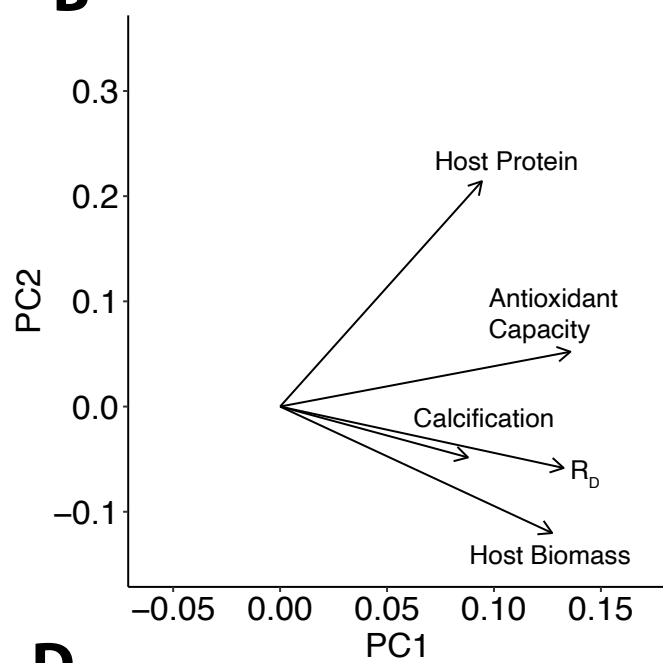 B
0.3
Host Protein
0.2
PC2
0.1
Antioxidant
Capacity
0.0
Calcification
R_D
−0.1
Host Biomass
−0.05 0.00 0.05 0.10 0.15
PC1
D